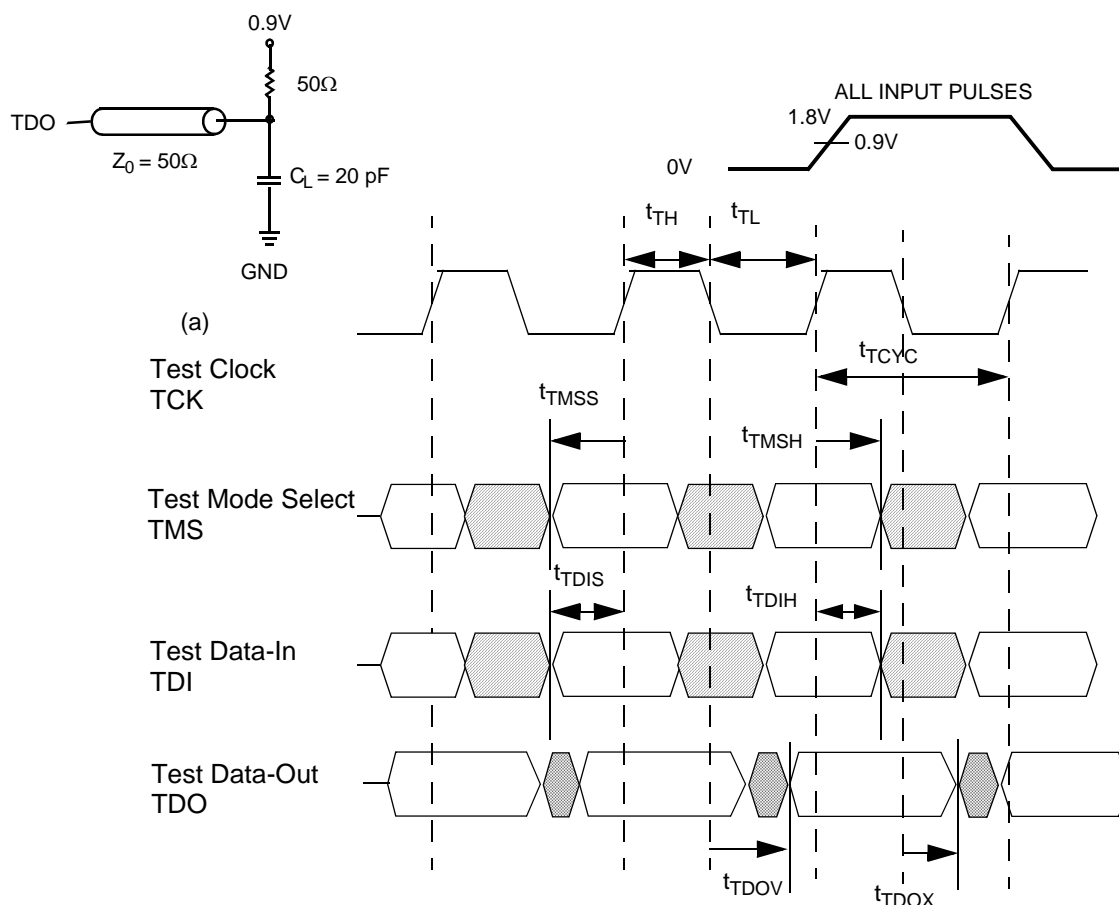 0.9V
50Ω
TDO
Z0 = 50Ω
CL = 20 pF
GND
(a)
ALL INPUT PULSES
1.8V
0.9V
0V
tTH
tTL
Test Clock
TCK
tTCYC
tTMSS
tTMSH
Test Mode Select
TMS
tTDIS
tTDIH
Test Data-In
TDI
Test Data-Out
TDO
tTDOV
tTDOX